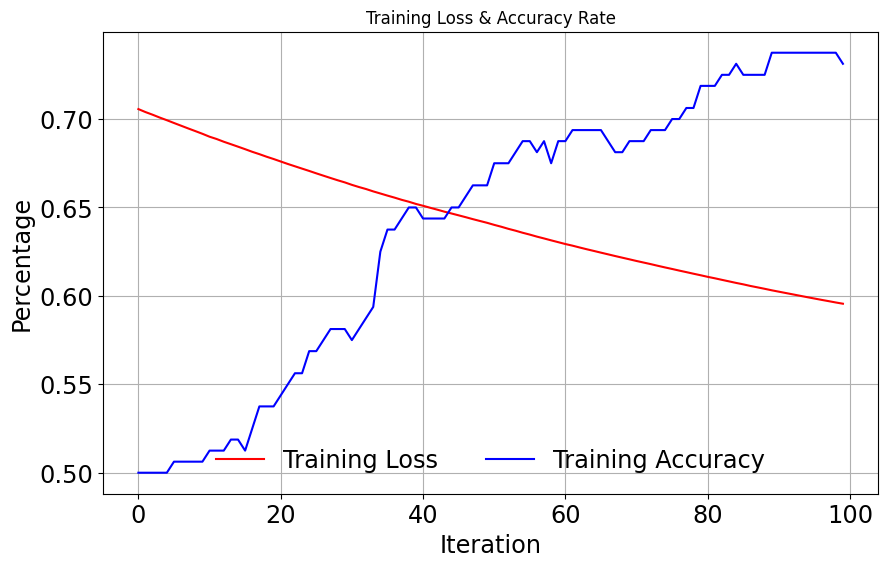 Training Loss & Accuracy Rate
Percentage
0.70
0.65
0.60
0.55
0.50
Training Loss Training Accuracy
0 20 40 60 80 100
Iteration